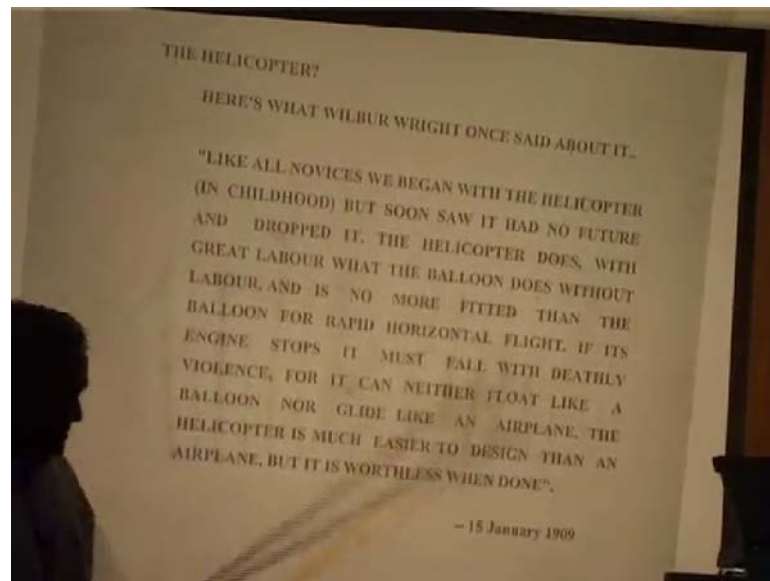 THE HELICOPTER?
HERE'S WHAT WILBUR WRIGHT ONCE SAID ABOUT IT..
"LIKE ALL NOVICES WE BEGAN WITH THE HELICOPTER
(IN CHILDHOOD) BUT SOON SAW IT HAD NO FUTURE
AND DROPPED IT. THE HELICOPTER DOES, WITH
GREAT LABOUR WHAT THE BALLOON DOES WITHOUT
LABOUR, AND IS NO MORE FITTED THAN THE
BALLOON FOR RAPID HORIZONTAL FLIGHT. IF ITS
ENGINE STOPS IT MUST FALL WITH DEATHLY
VIOLENCE, FOR IT CAN NEITHER FLOAT LIKE A
BALLOON NOR GLIDE LIKE AN AIRPLANE. THE
HELICOPTER IS MUCH EASIER TO DESIGN THAN AN
AIRPLANE, BUT IT IS WORTHLESS WHEN DONE".
– 15 January 1909